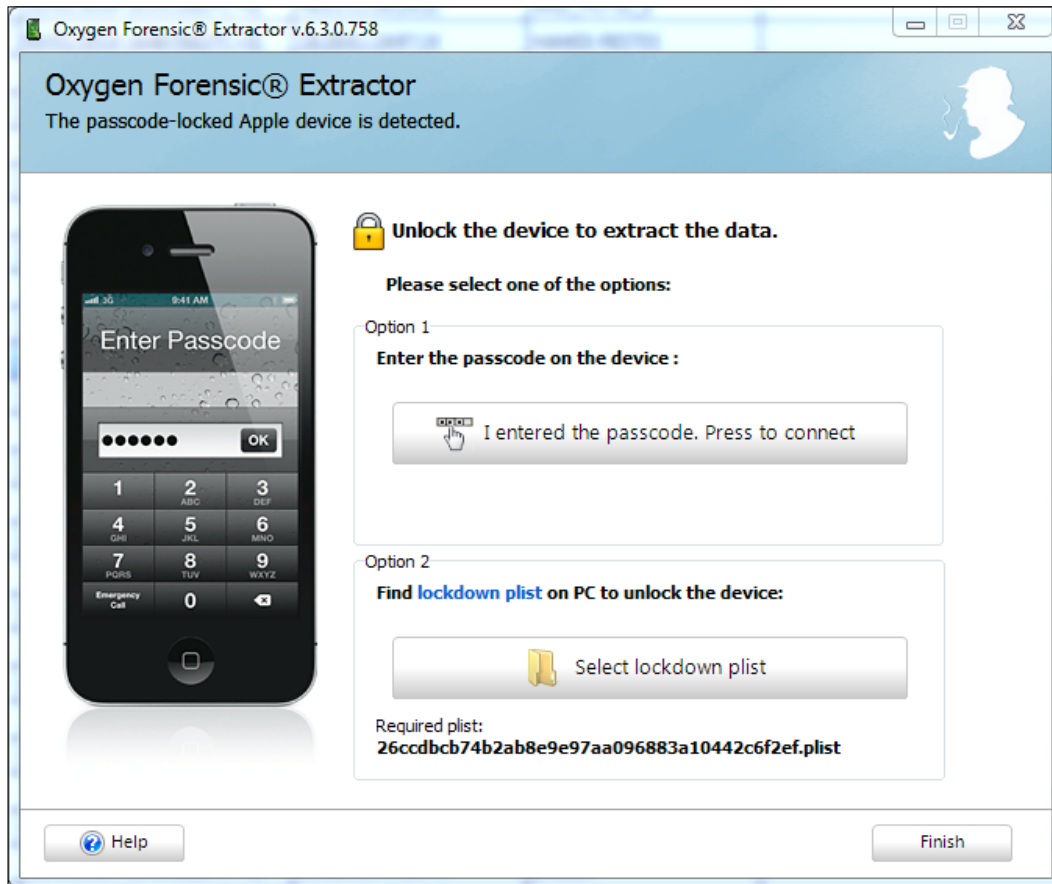 Oxygen Forensic® Extractor v.6.3.0.758
Oxygen Forensic® Extractor
The passcode-locked Apple device is detected.
Unlock the device to extract the data.
Please select one of the options:
Option 1
Enter the passcode on the device :
I entered the passcode. Press to connect
Option 2
Find lockdown plist on PC to unlock the device:
Select lockdown plist
Required plist:
26ccdbcb74b2ab8e9e97aa096883a10442c6f2ef.plist
3G 9:41 AM
Enter Passcode
●●●●●● OK
1 2 3
ABC DEF
4 5 6
GHI JKL MNO
7 8 9
PQRS TUV WXYZ
Emergency 0
Call
Help
Finish